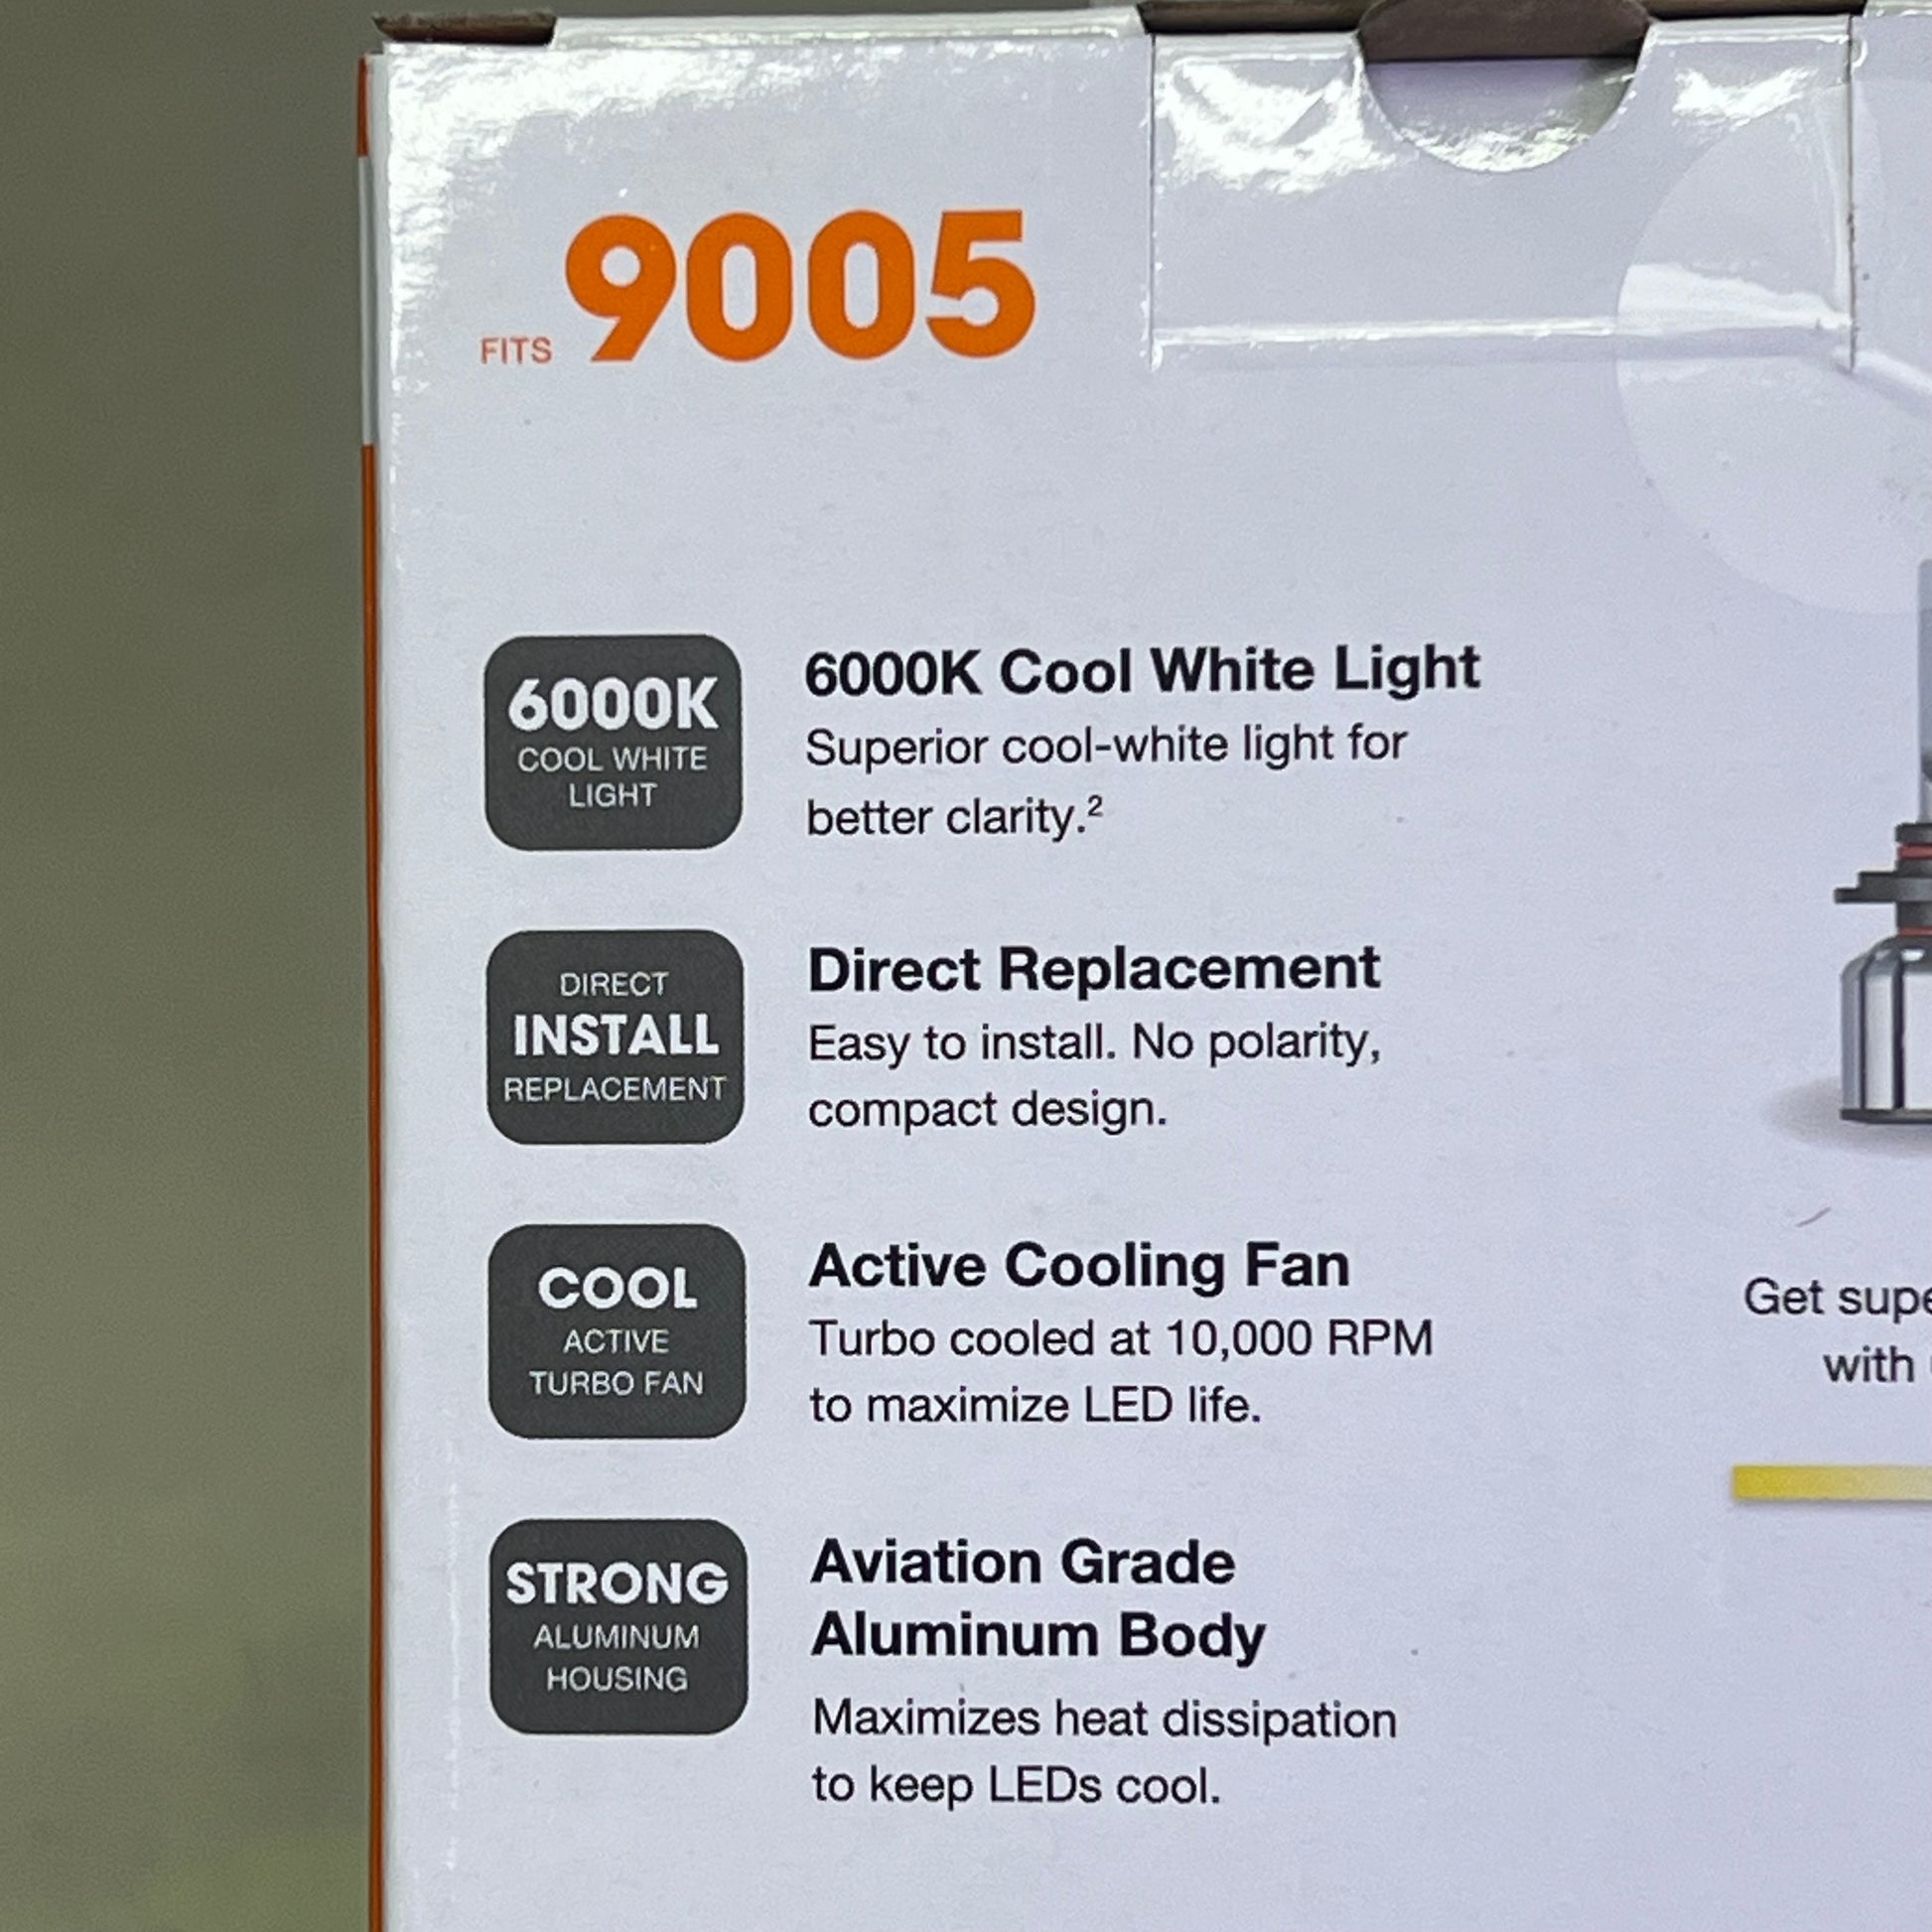 FITS 9005
6000K
COOL WHITE
LIGHT
6000K Cool White Light
Superior cool-white light for
better clarity.²
DIRECT
INSTALL
REPLACEMENT
Direct Replacement
Easy to install. No polarity,
compact design.
COOL
ACTIVE
TURBO FAN
Active Cooling Fan
Turbo cooled at 10,000 RPM
to maximize LED life.
STRONG
ALUMINUM
HOUSING
Aviation Grade
Aluminum Body
Maximizes heat dissipation
to keep LEDs cool.
Get
with